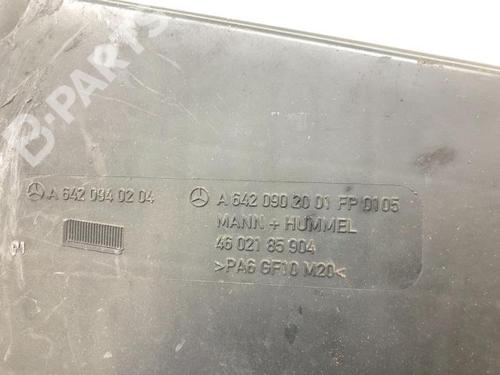 B-PARTS
A 642 094 02 04
A 642 090 20 01 FP 0105
MANN + HUMMEL
46 021 85 904
>PA6 GF10 M20<